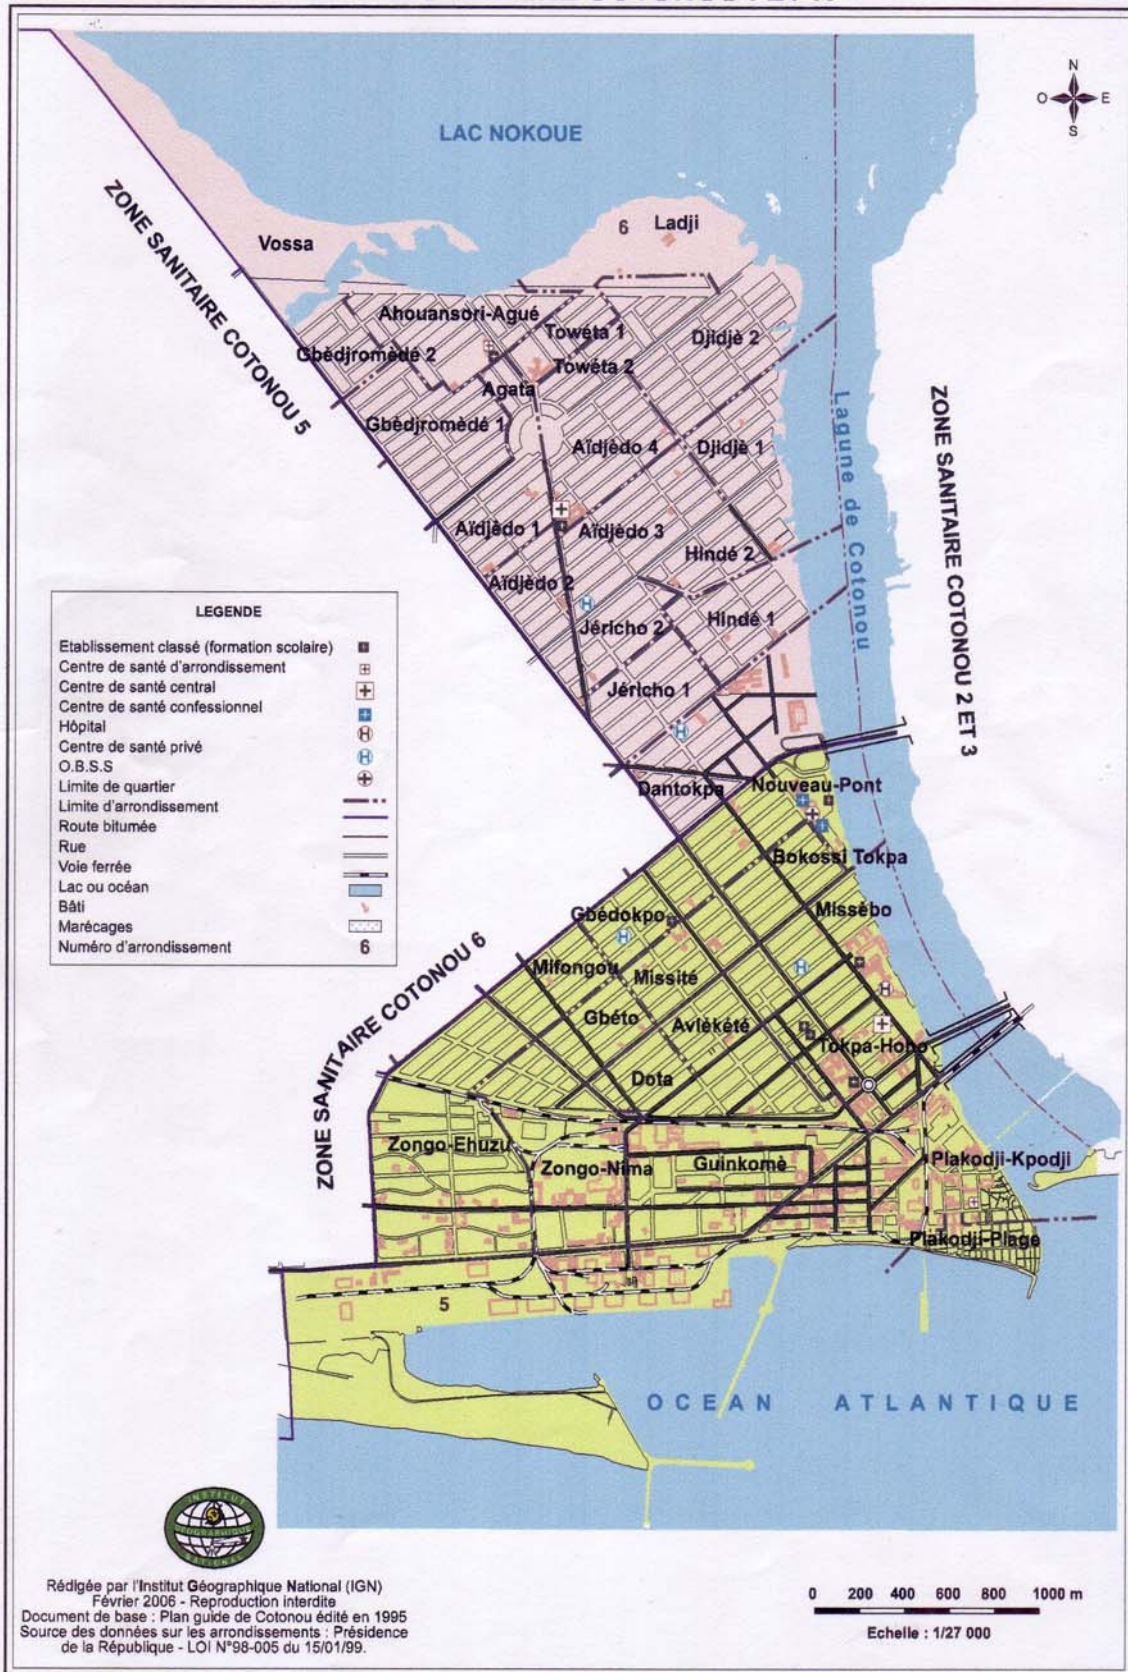 N
O
E
S
LAC NOKOUE
ZONE SANITAIRE COTONOU 5
Vossa
6
Ladji
Ahouansori-Agué
Towéta 1
Djidjè 2
Gbèdjromèdé 2
Towéta 2
Agata
Gbèdjromèdé 1
Aïdjèdo 4
Djidjè 1
Lagune de Cotonou
ZONE SANITAIRE COTONOU 2 ET 3
Aïdjèdo 1
Aïdjèdo 3
Hindé 2
Aïdjèdo 2
Jéricho 2
Hindé 1
Jéricho 1
LEGENDE
Etablissement classé (formation scolaire)
Centre de santé d'arrondissement
Centre de santé central
Centre de santé confessionnel
Hôpital
Centre de santé privé
O.B.S.S
Limite de quartier
Limite d'arrondissement
Route bitumée
Rue
Voie ferrée
Lac ou océan
Bâti
Marécages
Numéro d'arrondissement 6
Dantokpa
Nouveau-Pont
Bokossi Tokpa
Gbédokpo
Missèbo
ZONE SANITAIRE COTONOU 6
Mifongou
Missité
Gbéto
Avlékété
Tokpa-Hoho
Dota
Zongo-Ehuzu
Zongo-Nima
Guinkomè
Plakodji-Kpodji
Plakodji-Plage
5
OCEAN ATLANTIQUE
INSTITUT
GEOGRAPHIQUE
NATIONAL
Rédigée par l'Institut Géographique National (IGN)
Février 2006 - Reproduction interdite
Document de base : Plan guide de Cotonou édité en 1995
Source des données sur les arrondissements : Présidence
de la République - LOI N°98-005 du 15/01/99.
0 200 400 600 800 1000 m
Echelle : 1/27 000